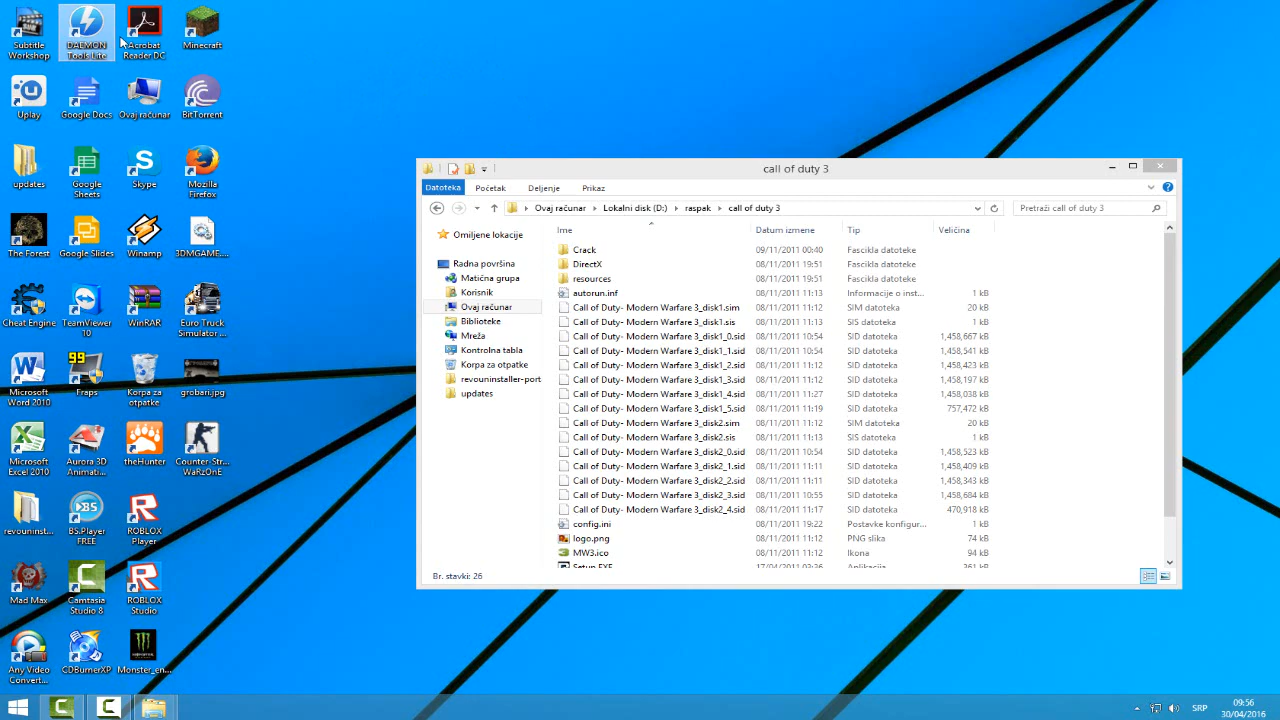 Subtitle
Workshop
DAEMON
Tools Lite
Acrobat
Reader DC
Minecraft
Uplay
Google Docs
Ovaj računar
BitTorrent
updates
Google
Sheets
Skype
Mozilla
Firefox
The Forest
Google Slides
Winamp
3DMGAME....
Cheat Engine
TeamViewer
10
WinRAR
Euro Truck
Simulator ...
Microsoft
Word 2010
99
Fraps
Korpa za
otpatke
grobari.jpg
Microsoft
Excel 2010
Aurora 3D
Animati...
theHunter
Counter-Str...
WaRzOnE
revouninst...
BS.Player
FREE
ROBLOX
Player
Mad Max
Camtasia
Studio 8
ROBLOX
Studio
Any Video
Convert...
CDBurnerXP
Monster_en...
call of duty 3
Datoteka Početak Deljenje Prikaz
Ovaj računar Lokalni disk (D:) raspak call of duty 3
Pretraži call of duty 3
Omiljene lokacije
Radna površina
Matična grupa
Korisnik
Ovaj računar
Biblioteke
Mreža
Kontrolna tabla
Korpa za otpatke
revouninstaller-port
updates
Ime Datum izmene Tip Veličina
Crack 09/11/2011 00:40 Fascikla datoteke
DirectX 08/11/2011 19:51 Fascikla datoteke
resources 08/11/2011 19:51 Fascikla datoteke
autorun.inf 08/11/2011 11:13 Informacije o inst... 1 kB
Call of Duty- Modern Warfare 3_disk1.sim 08/11/2011 11:12 SIM datoteka 20 kB
Call of Duty- Modern Warfare 3_disk1.sis 08/11/2011 11:13 SIS datoteka 1 kB
Call of Duty- Modern Warfare 3_disk1_0.sid 08/11/2011 10:54 SID datoteka 1,458,667 kB
Call of Duty- Modern Warfare 3_disk1_1.sid 08/11/2011 10:54 SID datoteka 1,458,541 kB
Call of Duty- Modern Warfare 3_disk1_2.sid 08/11/2011 11:12 SID datoteka 1,458,423 kB
Call of Duty- Modern Warfare 3_disk1_3.sid 08/11/2011 11:12 SID datoteka 1,458,197 kB
Call of Duty- Modern Warfare 3_disk1_4.sid 08/11/2011 11:27 SID datoteka 1,458,038 kB
Call of Duty- Modern Warfare 3_disk1_5.sid 08/11/2011 11:19 SID datoteka 757,472 kB
Call of Duty- Modern Warfare 3_disk2.sim 08/11/2011 11:12 SIM datoteka 20 kB
Call of Duty- Modern Warfare 3_disk2.sis 08/11/2011 11:13 SIS datoteka 1 kB
Call of Duty- Modern Warfare 3_disk2_0.sid 08/11/2011 10:54 SID datoteka 1,458,523 kB
Call of Duty- Modern Warfare 3_disk2_1.sid 08/11/2011 11:11 SID datoteka 1,458,409 kB
Call of Duty- Modern Warfare 3_disk2_2.sid 08/11/2011 11:11 SID datoteka 1,458,343 kB
Call of Duty- Modern Warfare 3_disk2_3.sid 08/11/2011 10:55 SID datoteka 1,458,684 kB
Call of Duty- Modern Warfare 3_disk2_4.sid 08/11/2011 11:17 SID datoteka 470,918 kB
config.ini 08/11/2011 19:22 Postavke konfigur... 1 kB
logo.png 08/11/2011 11:12 PNG slika 74 kB
MW3.ico 08/11/2011 11:12 Ikona 94 kB
Setup.EXE 17/04/2011 03:36 Aplikacija 361 kB
Br. stavki: 26
SRP
09:56
30/04/2016